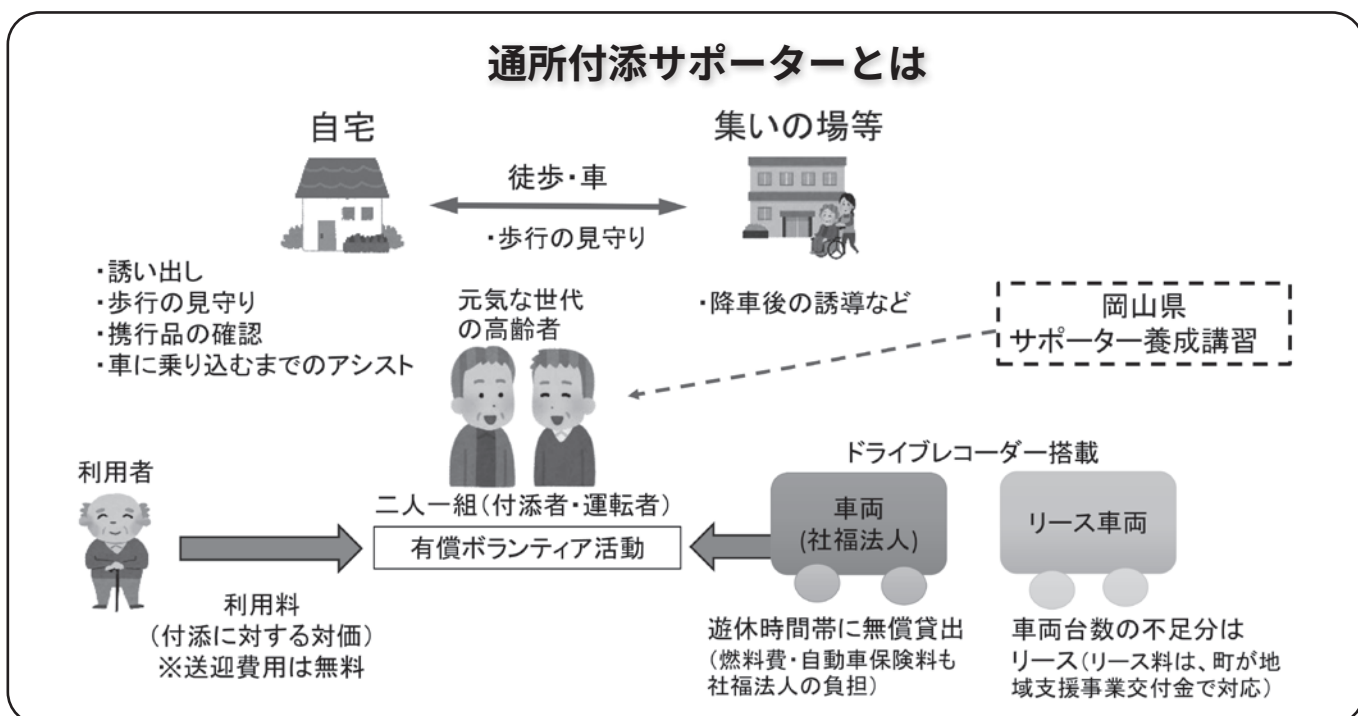 通所付添サポーターとは
自宅
集いの場等
徒歩・車
・歩行の見守り
・誘い出し
・歩行の見守り
・携行品の確認
・車に乗り込むまでのアシスト
元気な世代
の高齢者
・降車後の誘導など
岡山県
サポーター養成講習
利用者
二人一組(付添者・運転者)
有償ボランティア活動
ドライブレコーダー搭載
車両
(社福法人)
リース車両
利用料
(付添に対する対価)
※送迎費用は無料
遊休時間帯に無償貸出
(燃料費・自動車保険料も
社福法人の負担)
車両台数の不足分は
リース(リース料は、町が地
域支援事業交付金で対応)